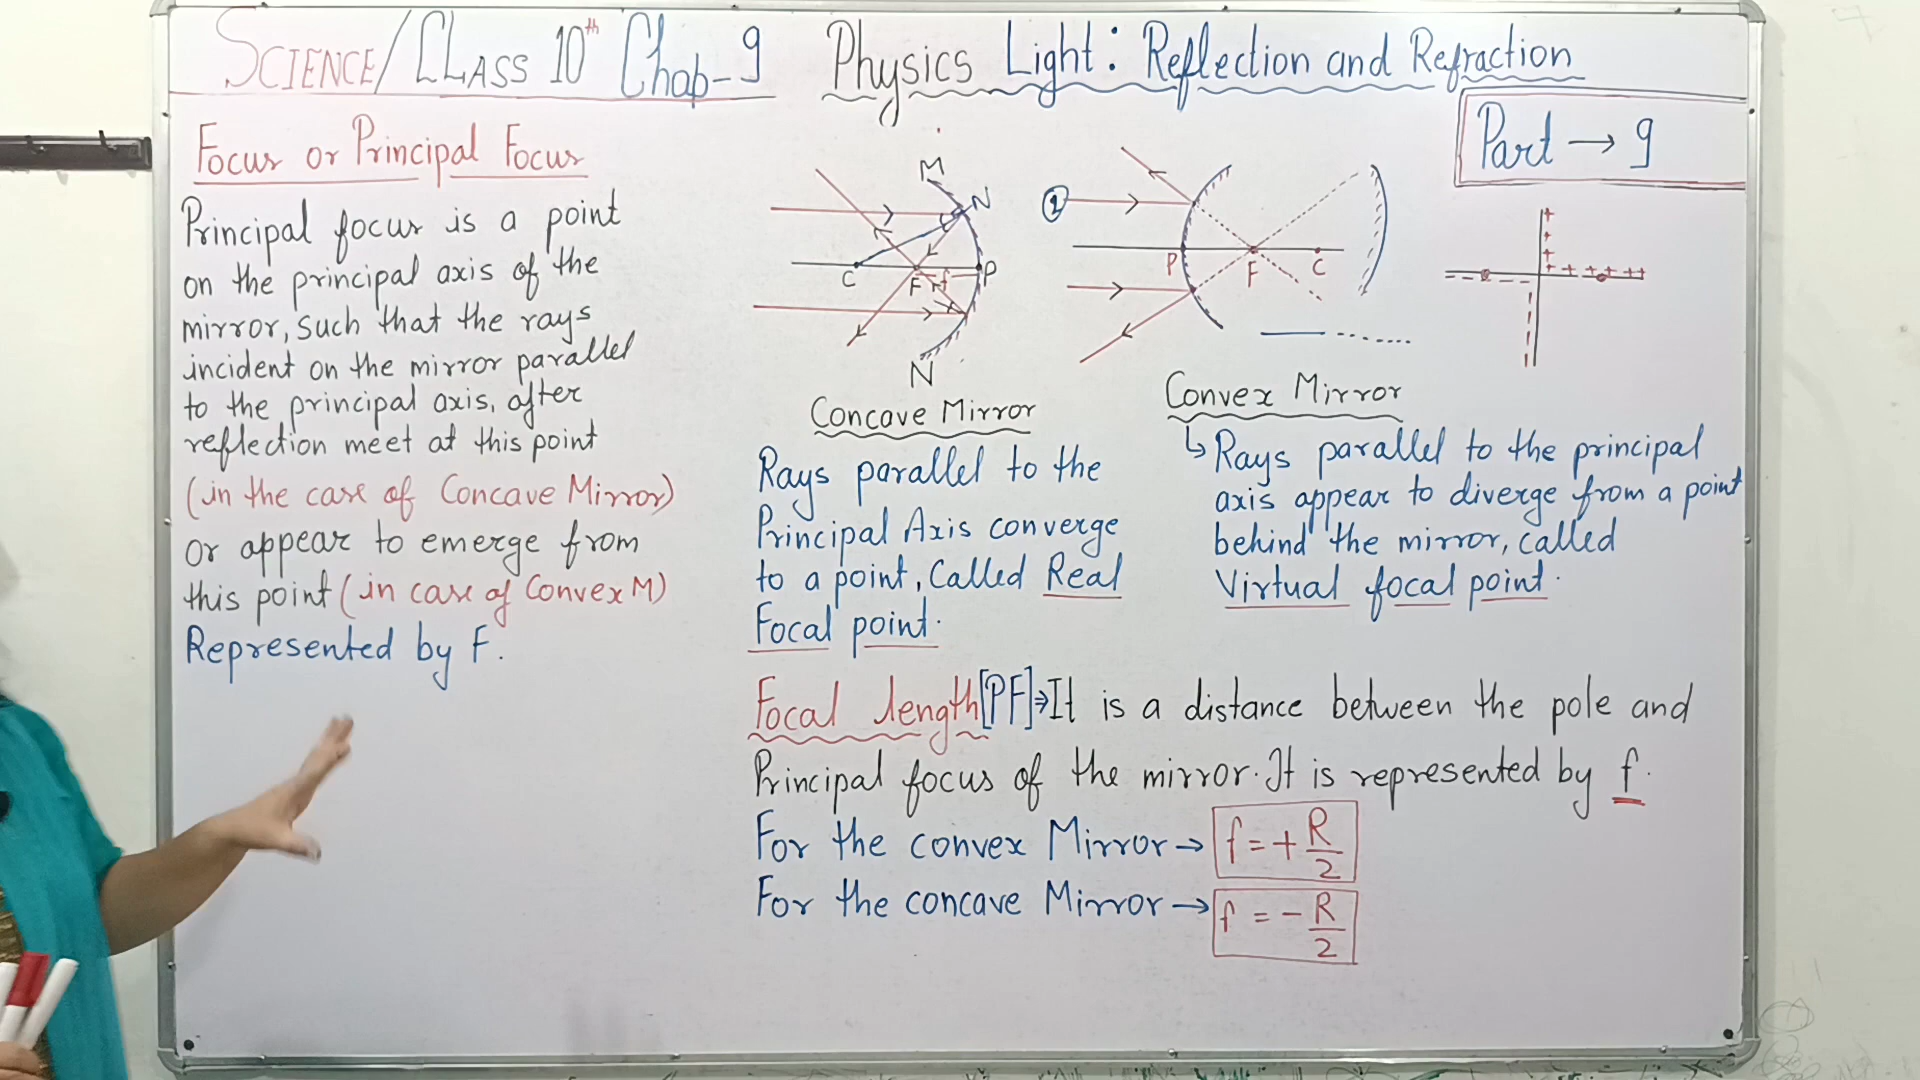 SCIENCE/CLASS 10th Chap-9 Physics Light: Reflection and Refraction
Part → 9
Focus or Principal Focus
Principal focus is a point
on the principal axis of the
mirror, such that the rays
incident on the mirror parallel
to the principal axis, after
reflection meet at this point
(in the case of Concave Mirror)
or appear to emerge from
this point (in case of Convex M)
Represented by F.
M
N
C
F
f
P
N
Concave Mirror
Rays parallel to the
Principal Axis converge
to a point, Called Real
Focal point.
2
P
F
C
Convex Mirror
↳ Rays parallel to the principal
axis appear to diverge from a point
behind the mirror, called
Virtual focal point.
Focal length [PF] ⇒ It is a distance between the pole and
Principal focus of the mirror. It is represented by f.
For the convex Mirror → f = + R/2
For the concave Mirror → f = - R/2